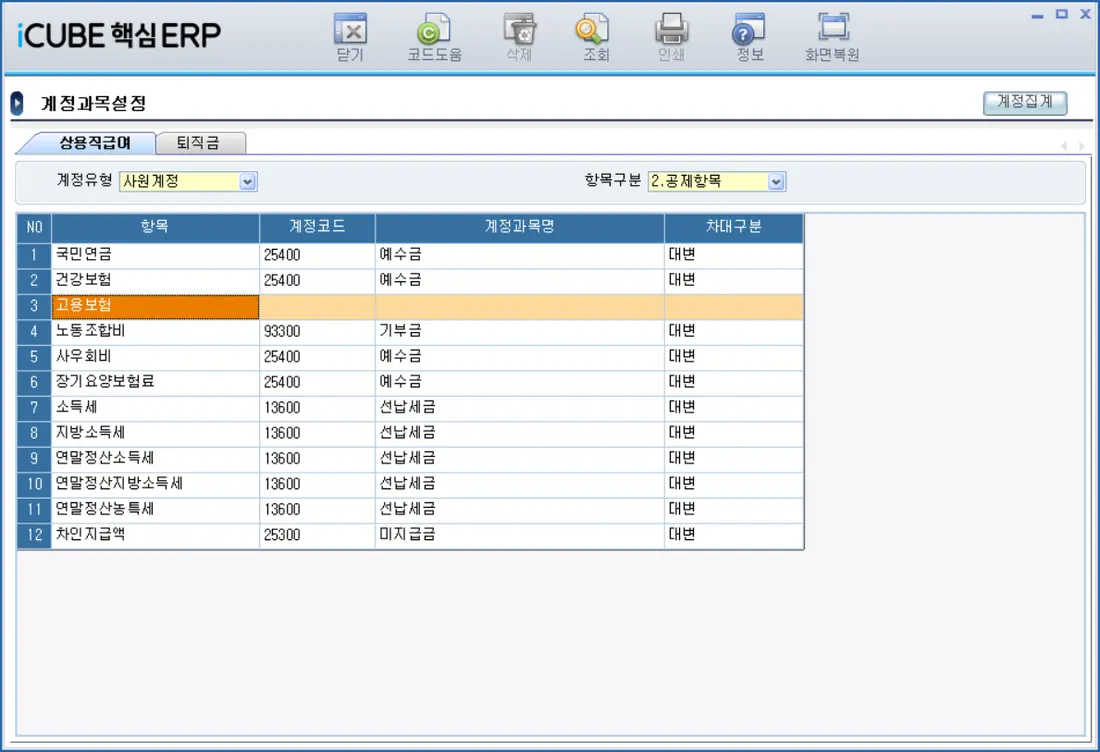 iCUBE 핵심ERP
닫기 코드도움 삭제 조회 인쇄 정보 화면복원
계정과목설정 계정집계
상용직급여 퇴직금
계정유형 사원계정 항목구분 2.공제항목
NO 항목 계정코드 계정과목명 차대구분
1 국민연금 25400 예수금 대변
2 건강보험 25400 예수금 대변
3 고용보험
4 노동조합비 93300 기부금 대변
5 사우회비 25400 예수금 대변
6 장기요양보험료 25400 예수금 대변
7 소득세 13600 선납세금 대변
8 지방소득세 13600 선납세금 대변
9 연말정산소득세 13600 선납세금 대변
10 연말정산지방소득세 13600 선납세금 대변
11 연말정산농특세 13600 선납세금 대변
12 차인지급액 25300 미지급금 대변